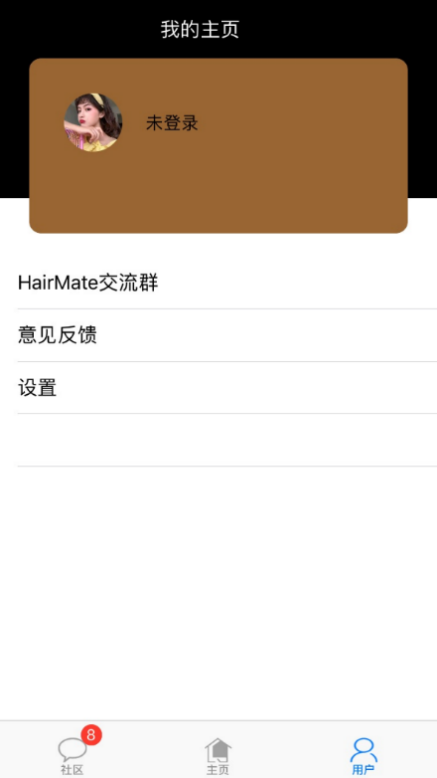 我的主页
未登录
HairMate交流群
意见反馈
设置
8
社区
主页
用户